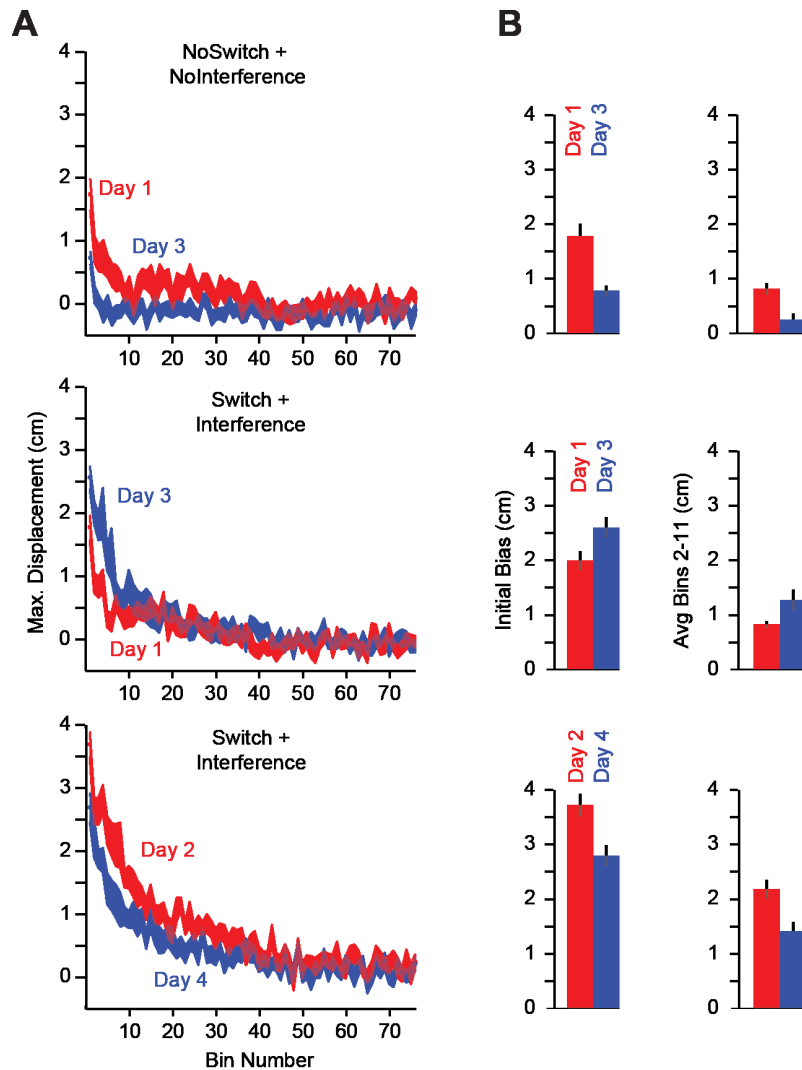 A
B
NoSwitch +
NoInterference
4
3
2
1
0
Day 1
Day 3
10 20 30 40 50 60 70
4
3
2
1
0
Day 1
Day 3
4
3
2
1
0
Switch +
Interference
4
3
2
1
0
Day 3
Day 1
10 20 30 40 50 60 70
Max. Displacement (cm)
Initial Bias (cm)
4
3
2
1
0
Day 1
Day 3
Avg Bins 2-11 (cm)
4
3
2
1
0
Switch +
Interference
4
3
2
1
0
Day 2
Day 4
10 20 30 40 50 60 70
Bin Number
Day 2
Day 4
4
3
2
1
0
4
3
2
1
0